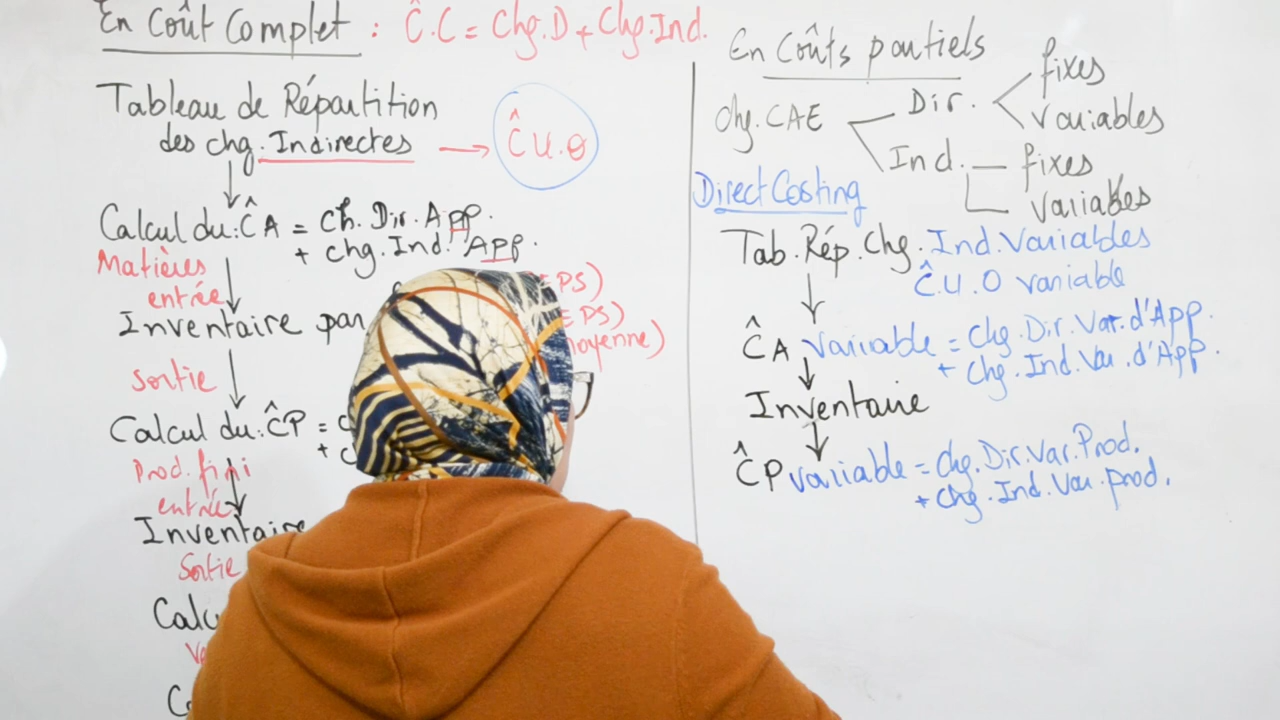 En Coût Complet : Ĉ.C = Chg.D + Chg.Ind.
Tableau de Répartition
des chg. Indirectes → Ĉ.U.O
Calcul du: ĈA = Ch. Dir. App.
+ chg. Ind. App.
Matières
entrée
Inventaire par
EPS)
EPS)
moyenne)
Sortie
Calcul du: ĈP =
+
Prod. fini
entrée
Inventaire
Sortie
En Coûts partiels
chg. CAE
Dir.
fixes
variables
Ind.
fixes
variables
Direct Costing
Tab. Rép. Chg. Ind. Variables
Ĉ.U.O variable
ĈA variable = chg. Dir. Var. d'App.
+ chg. Ind. Var. d'App.
Inventaire
ĈP variable = chg. Dir. Var. Prod.
+ chg. Ind. Var. prod.